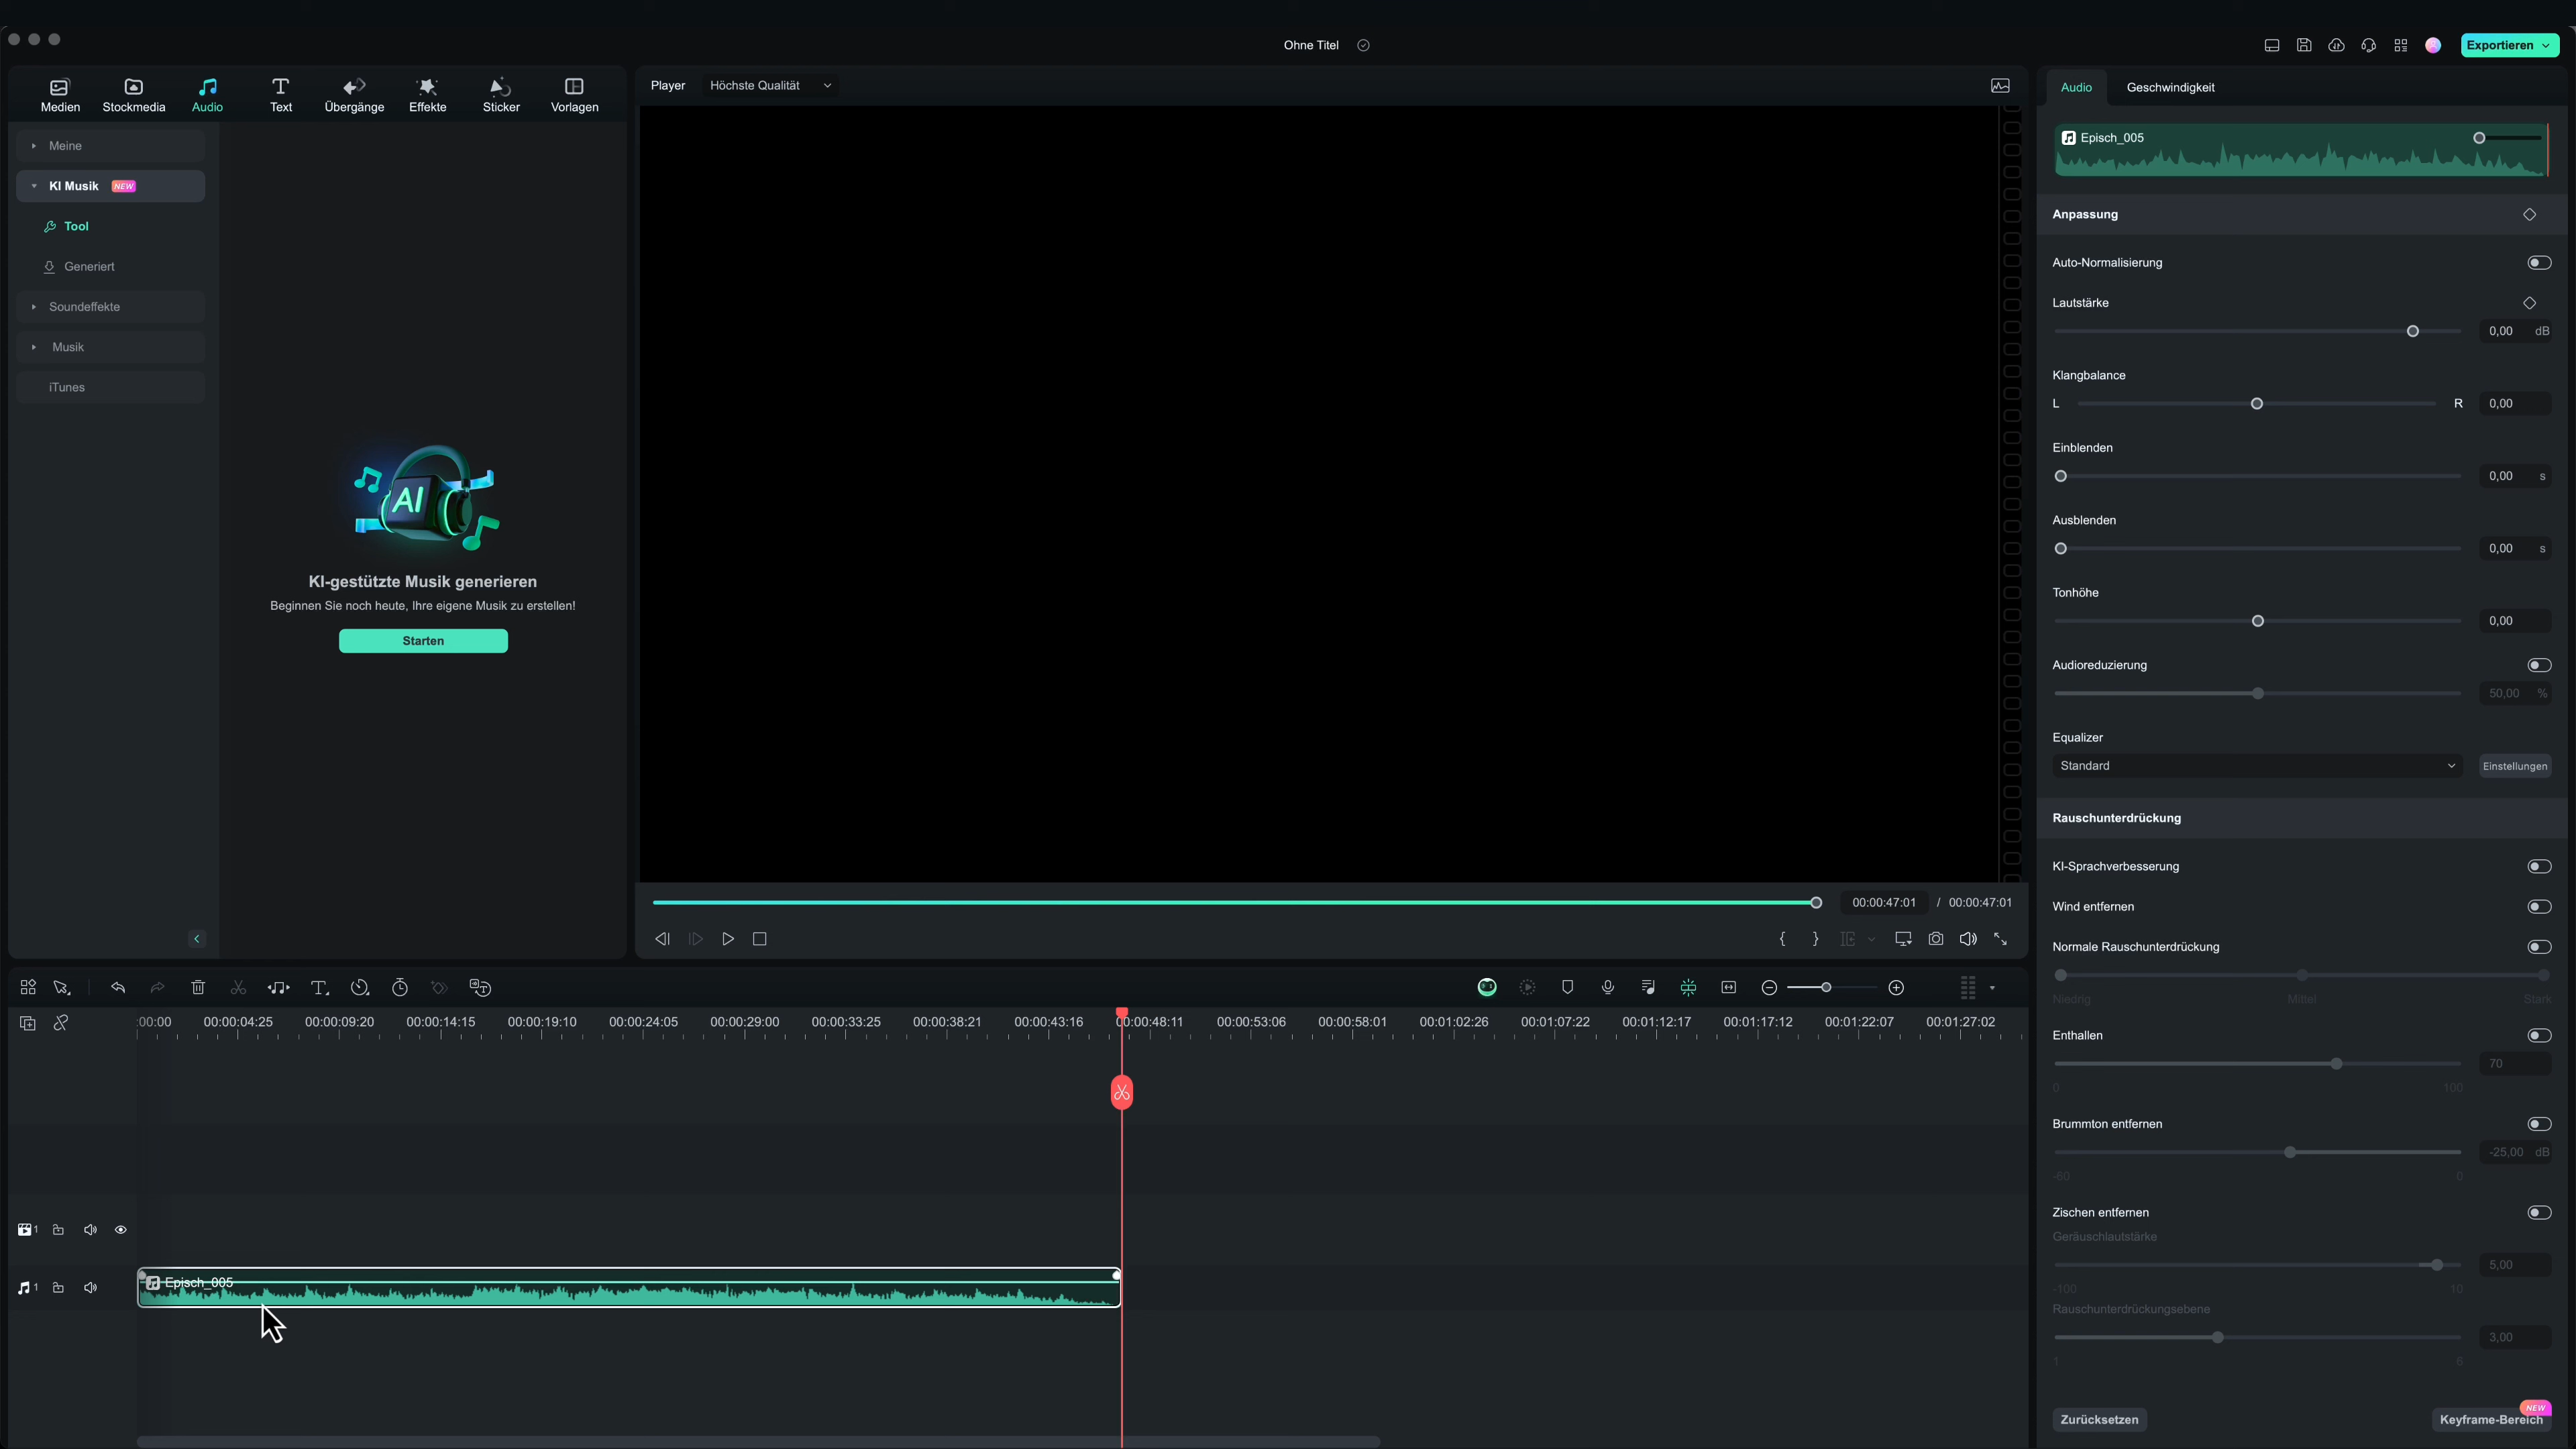 Ohne Titel
Exportieren
Medien
Stockmedia
Audio
Text
Übergänge
Effekte
Sticker
Vorlagen
Meine
KI Musik NEW
Tool
Generiert
Soundeffekte
Musik
iTunes
AI
KI-gestützte Musik generieren
Beginnen Sie noch heute, Ihre eigene Musik zu erstellen!
Starten
Player
Höchste Qualität
00:00:47:01 / 00:00:47:01
Audio
Geschwindigkeit
Episch_005
Anpassung
Auto-Normalisierung
Lautstärke
0,00 dB
Klangbalance
L R 0,00
Einblenden
0,00 s
Ausblenden
0,00 s
Tonhöhe
0,00
Audioreduzierung
50,00 %
Equalizer
Standard
Einstellungen
Rauschunterdrückung
KI-Sprachverbesserung
Wind entfernen
Normale Rauschunterdrückung
Niedrig Mittel Stark
Enthallen
70
0 100
Brummton entfernen
-25,00 dB
-60 0
Zischen entfernen
Geräuschlautstärke
5,00
-100 10
Rauschunterdrückungsebene
3,00
1 6
Zurücksetzen
NEW
Keyframe-Bereich
:00:00 00:00:04:25 00:00:09:20 00:00:14:15 00:00:19:10 00:00:24:05 00:00:29:00 00:00:33:25 00:00:38:21 00:00:43:16 00:00:48:11 00:00:53:06 00:00:58:01 00:01:02:26 00:01:07:22 00:01:12:17 00:01:17:12 00:01:22:07 00:01:27:02
1
1
Episch_005